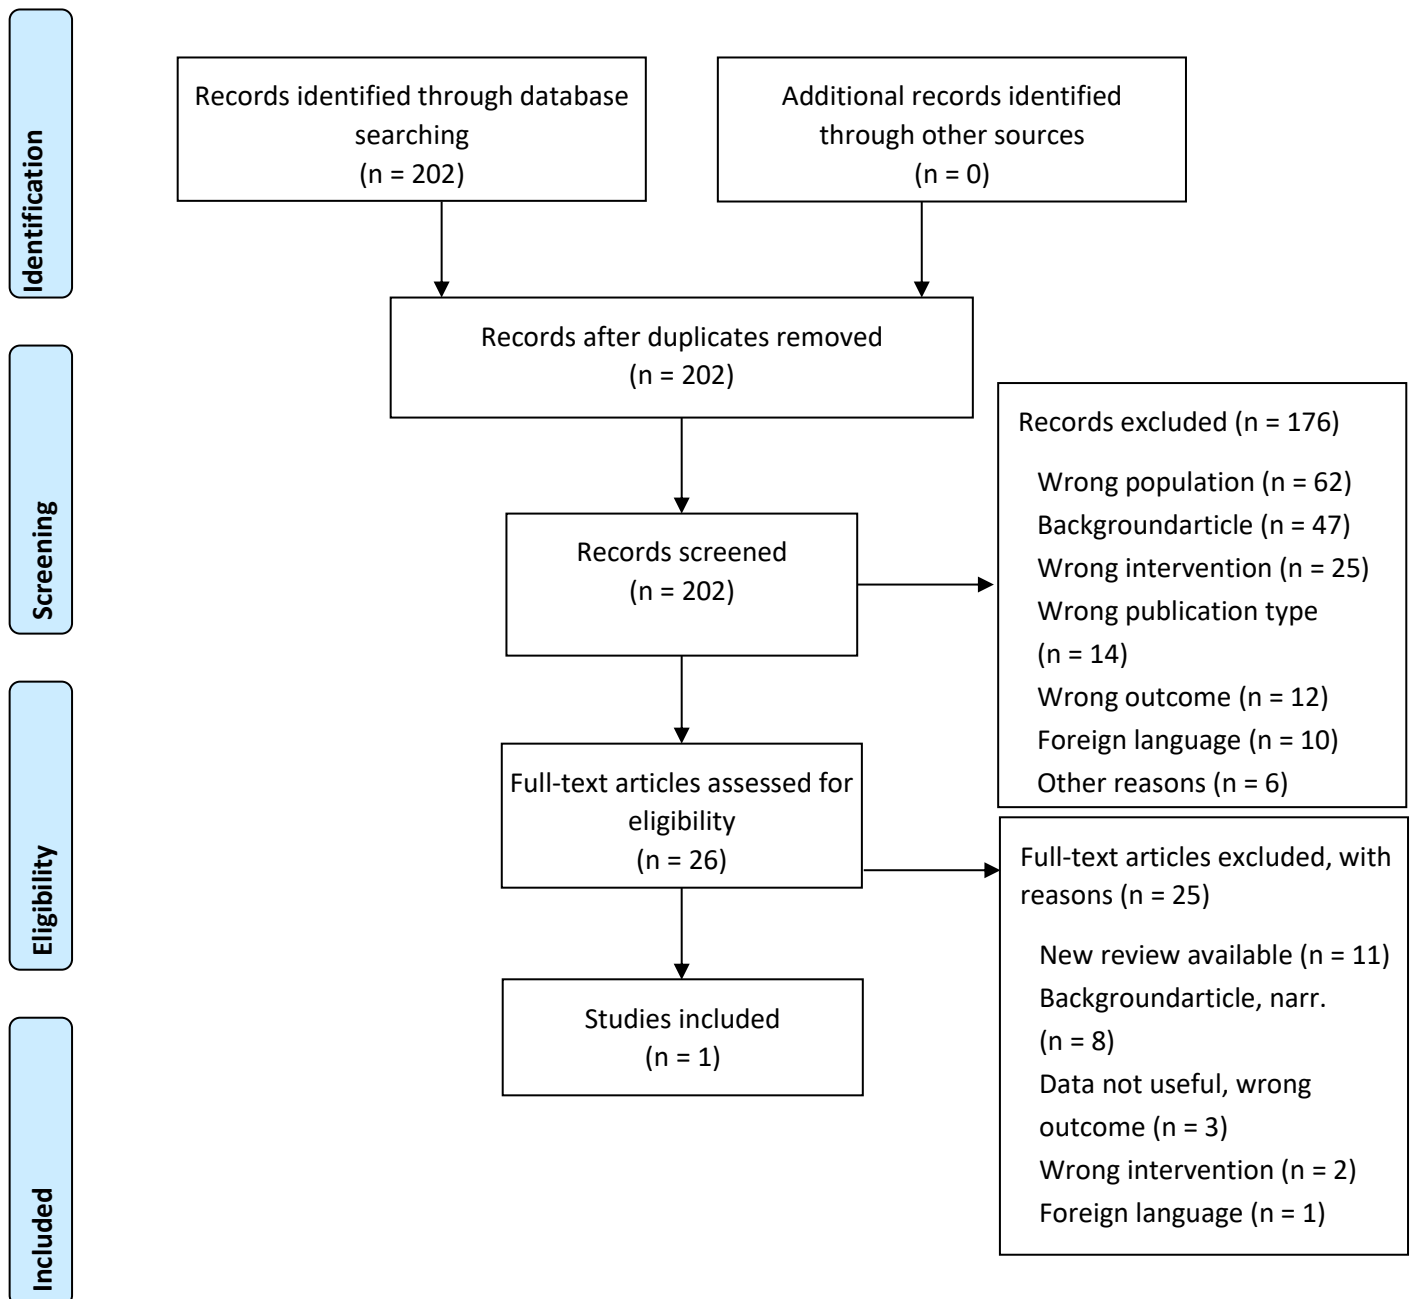 Identification
Records identified through database
searching
(n = 202)
Additional records identified
through other sources
(n = 0)
Records after duplicates removed
(n = 202)
Screening
Records screened
(n = 202)
Records excluded (n = 176)
Wrong population (n = 62)
Backgroundarticle (n = 47)
Wrong intervention (n = 25)
Wrong publication type
(n = 14)
Wrong outcome (n = 12)
Foreign language (n = 10)
Other reasons (n = 6)
Eligibility
Full-text articles assessed for
eligibility
(n = 26)
Full-text articles excluded, with
reasons (n = 25)
New review available (n = 11)
Backgroundarticle, narr.
(n = 8)
Data not useful, wrong
outcome (n = 3)
Wrong intervention (n = 2)
Foreign language (n = 1)
Included
Studies included
(n = 1)